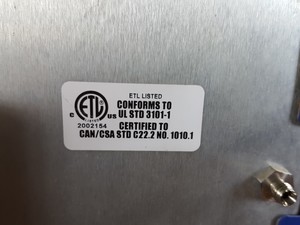 ETL LISTED
CONFORMS TO
UL STD 3101-1
ETL
C US
LISTED
2002154
CERTIFIED TO
CAN/CSA STD C22.2 NO. 1010.1